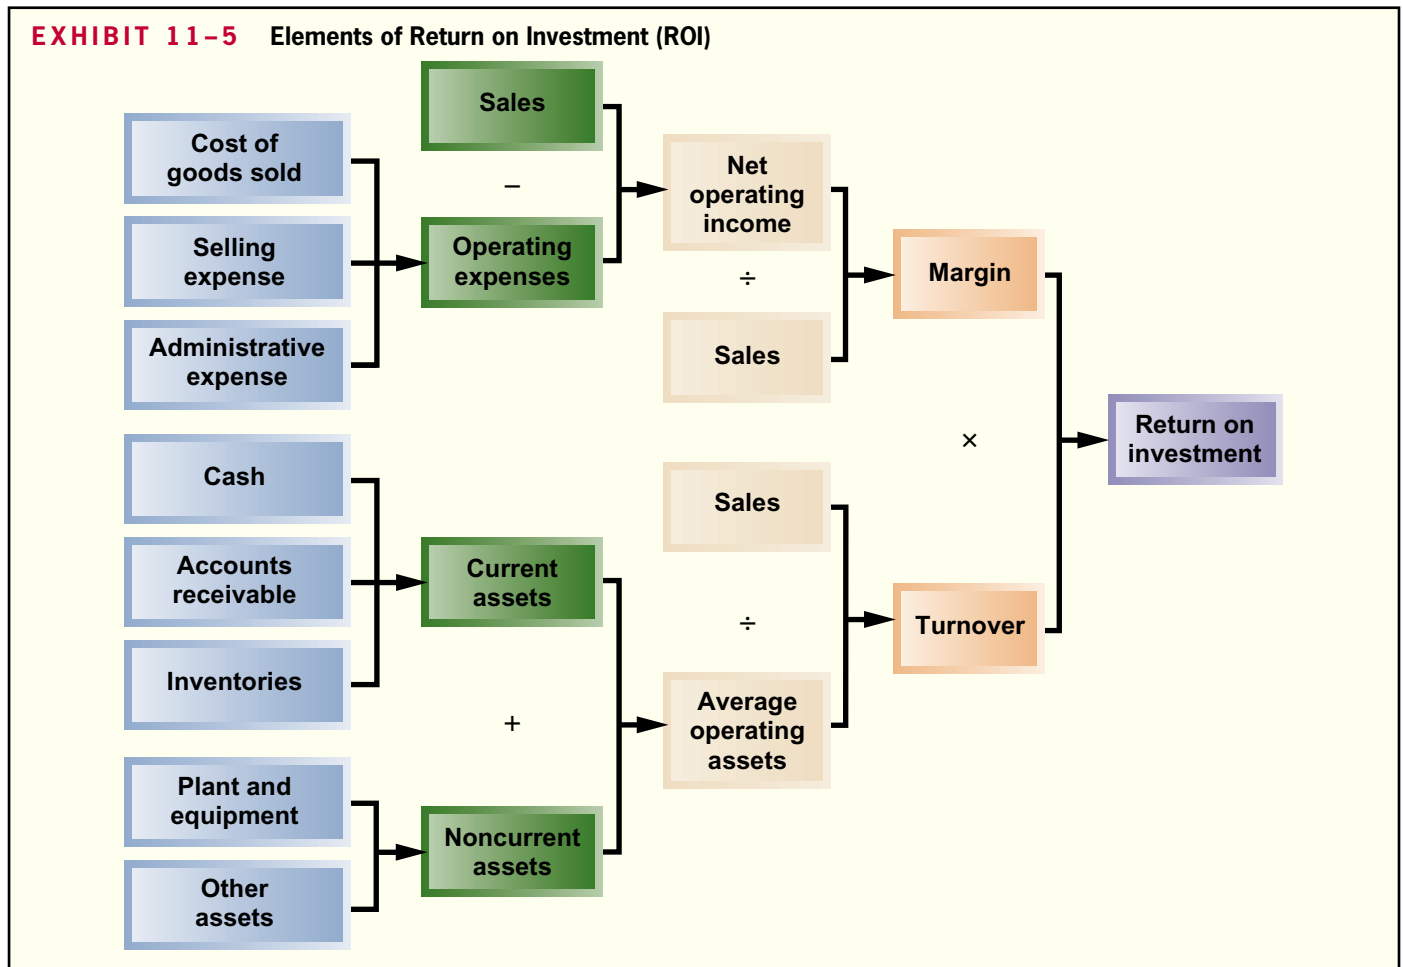 EXHIBIT 11–5 Elements of Return on Investment (ROI)
Sales
Cost of
goods sold
–
Net
operating
income
Selling
expense
Operating
expenses
÷
Margin
Administrative
expense
Sales
×
Return on
investment
Cash
Sales
Accounts
receivable
Current
assets
÷
Turnover
Inventories
+
Average
operating
assets
Plant and
equipment
Noncurrent
assets
Other
assets